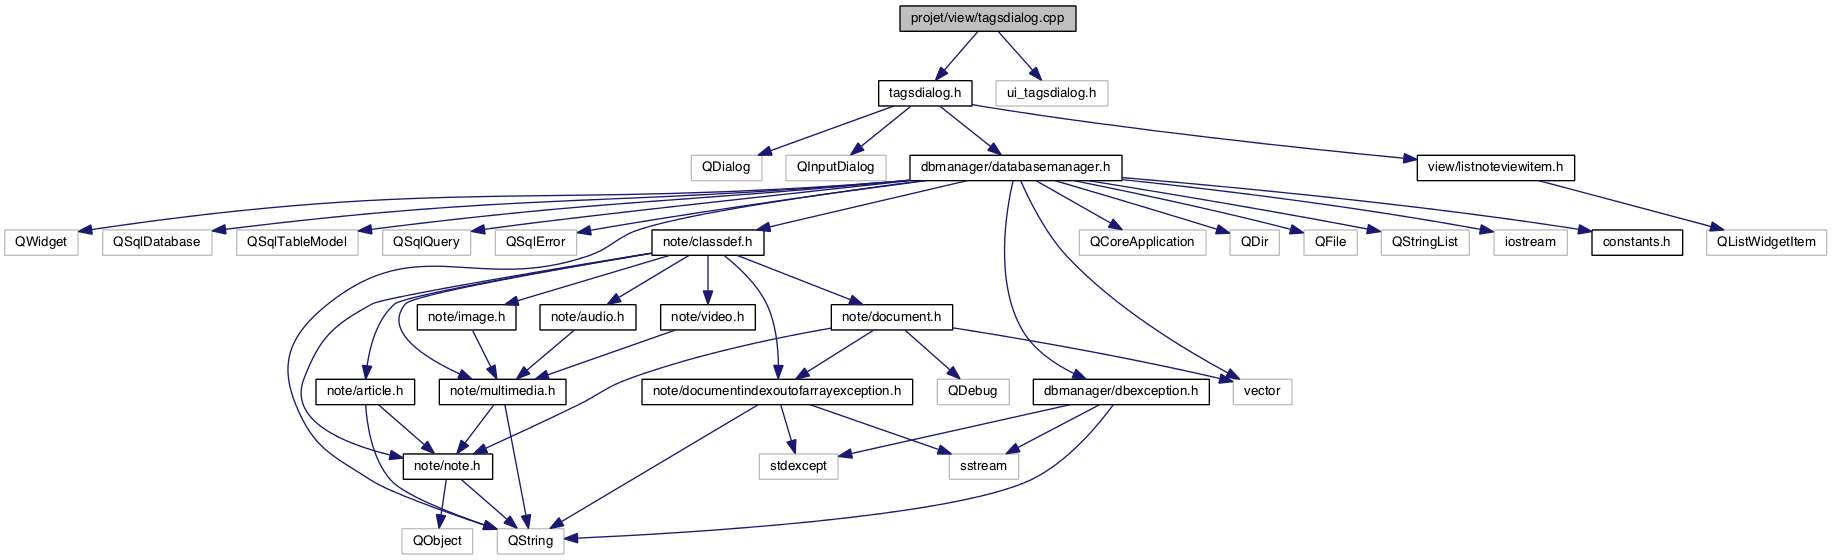 projet/view/tagsdialog.cpp
tagsdialog.h
ui_tagsdialog.h
QDialog
QInputDialog
dbmanager/databasemanager.h
view/listnoteviewitem.h
QWidget
QSqlDatabase
QSqlTableModel
QSqlQuery
QSqlError
note/classdef.h
QCoreApplication
QDir
QFile
QStringList
iostream
constants.h
QListWidgetItem
note/image.h
note/audio.h
note/video.h
note/document.h
note/article.h
note/multimedia.h
note/documentindexoutofarrayexception.h
QDebug
dbmanager/dbexception.h
vector
note/note.h
stdexcept
sstream
QObject
QString